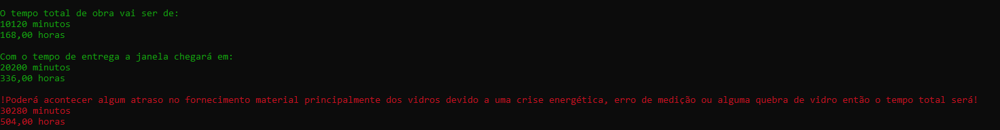 O tempo total de obra vai ser de:
10120 minutos
168,00 horas
Com o tempo de entrega a janela chegará em:
20200 minutos
336,00 horas
!Poderá acontecer algum atraso no fornecimento material principalmente dos vidros devido a uma crise energética, erro de medição ou alguma quebra de vidro então o tempo total será!
30280 minutos
504,00 horas